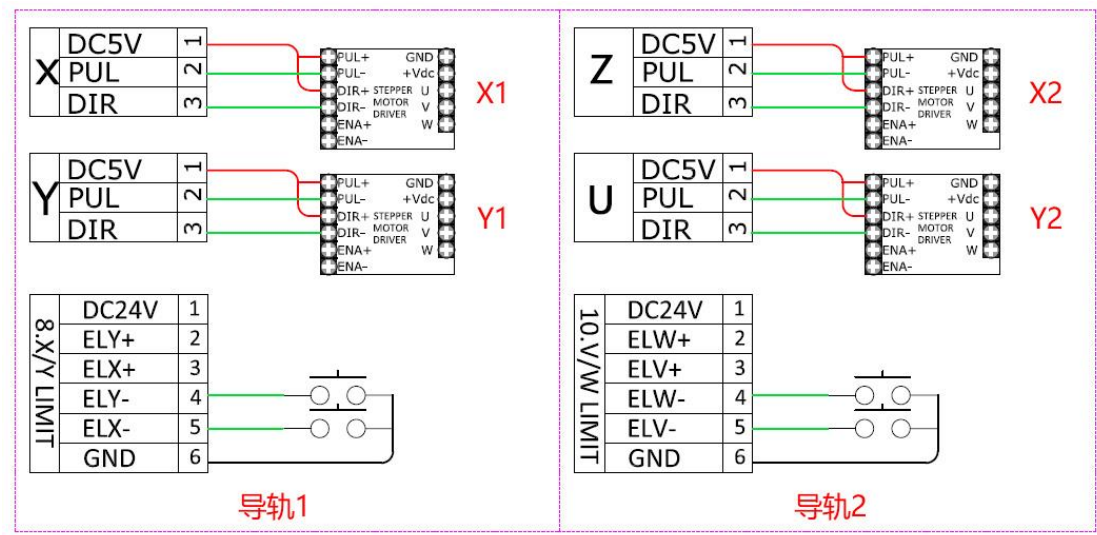 X
DC5V 1
PUL 2
DIR 3
PUL+ GND
PUL- +Vdc
DIR+ STEPPER U
DIR- MOTOR V
ENA+ DRIVER W
ENA-
X1
Y
DC5V 1
PUL 2
DIR 3
PUL+ GND
PUL- +Vdc
DIR+ STEPPER U
DIR- MOTOR V
ENA+ DRIVER W
ENA-
Y1
8.X/Y LIMIT
DC24V 1
ELY+ 2
ELX+ 3
ELY- 4
ELX- 5
GND 6
导轨1
Z
DC5V 1
PUL 2
DIR 3
PUL+ GND
PUL- +Vdc
DIR+ STEPPER U
DIR- MOTOR V
ENA+ DRIVER W
ENA-
X2
U
DC5V 1
PUL 2
DIR 3
PUL+ GND
PUL- +Vdc
DIR+ STEPPER U
DIR- MOTOR V
ENA+ DRIVER W
ENA-
Y2
10.V/W LIMIT
DC24V 1
ELW+ 2
ELV+ 3
ELW- 4
ELV- 5
GND 6
导轨2